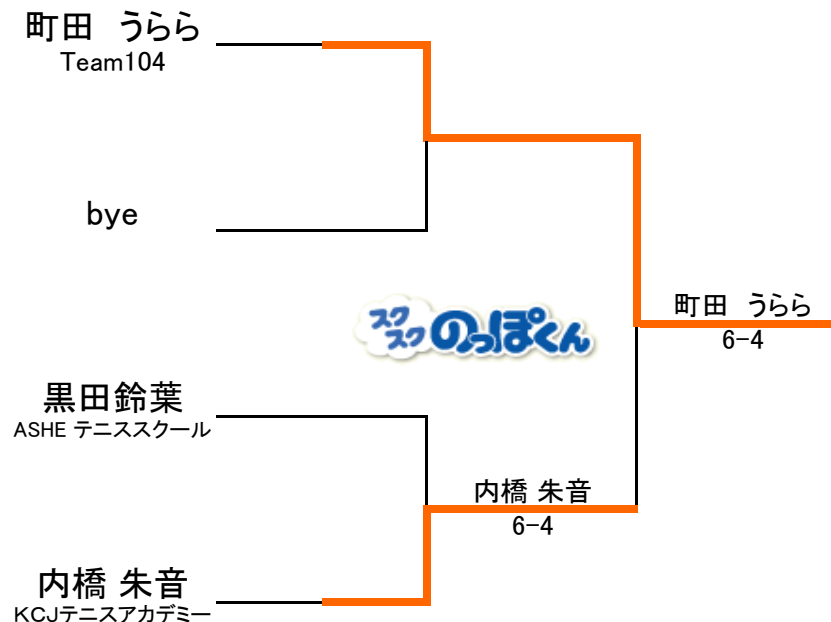 町田　うらら
Team104
bye
スク
スク のっぽくん
町田　うらら
6-4
黒田鈴葉
ASHE テニススクール
内橋 朱音
6-4
内橋 朱音
KCJテニスアカデミー